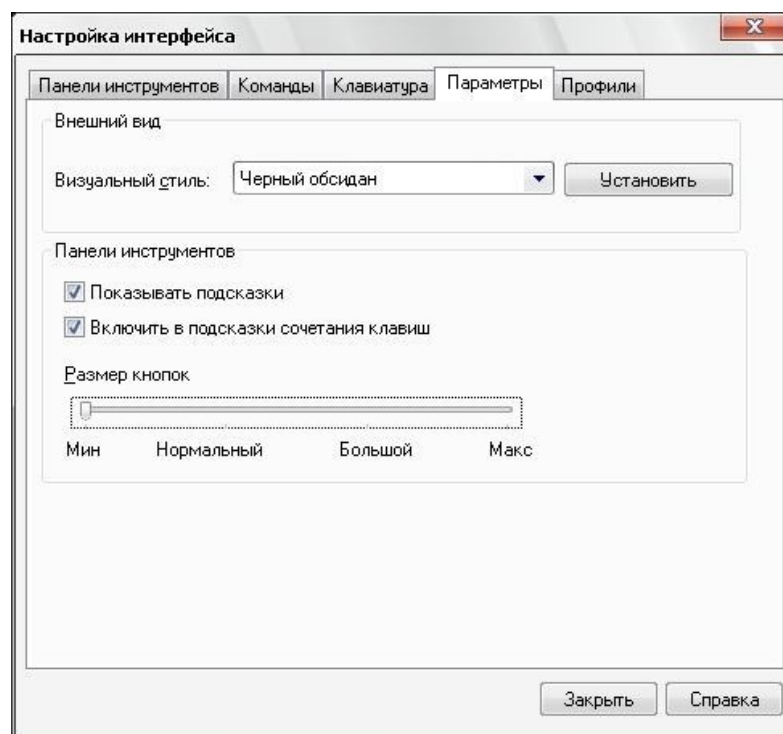 Настройка интерфейса
Панели инструментов Команды Клавиатура Параметры Профили
Внешний вид
Визуальный стиль: Черный обсидан Установить
Панели инструментов
Показывать подсказки
Включить в подсказки сочетания клавиш
Размер кнопок
Мин Нормальный Большой Макс
Закрыть Справка